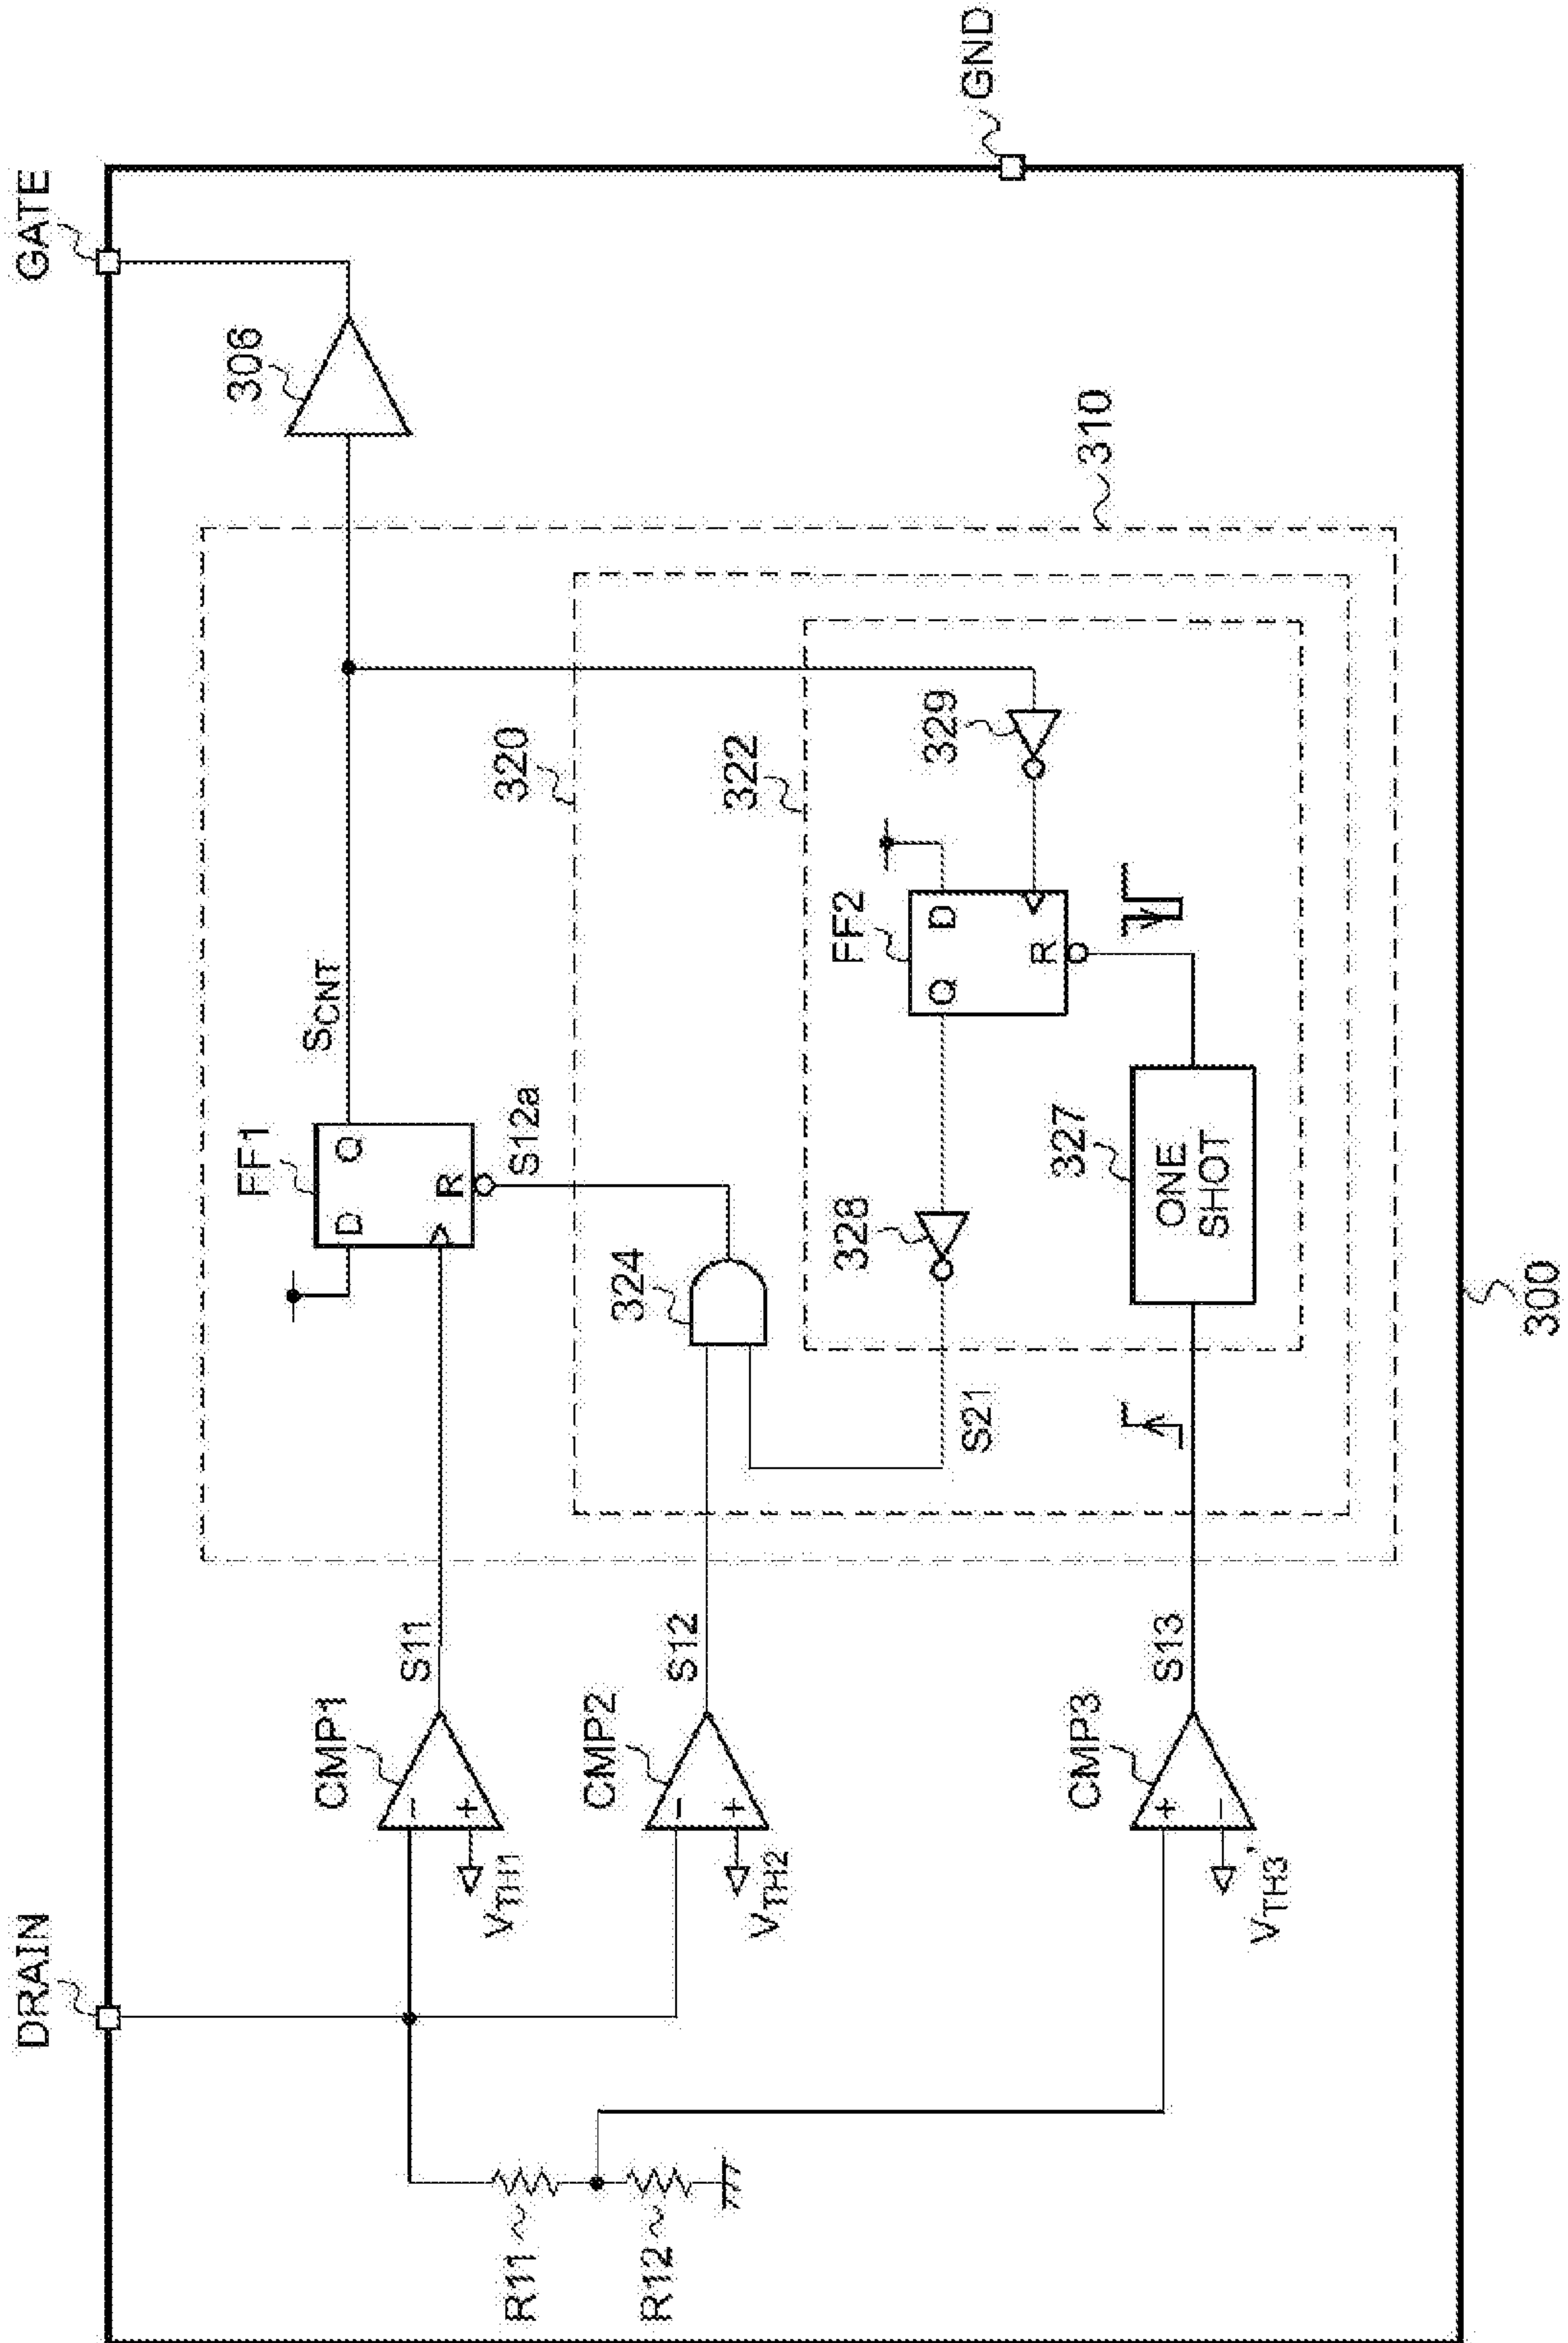 DRAIN
GATE
306
FF1
D
Q
R
SCNT
S12a
CMP1
-
+
VTH1
S11
320
324
CMP2
-
+
VTH2
S12
322
329
FF2
Q
D
R
328
S21
R11
R12
CMP3
+
-
VTH3'
S13
327
ONE
SHOT
310
GND
300